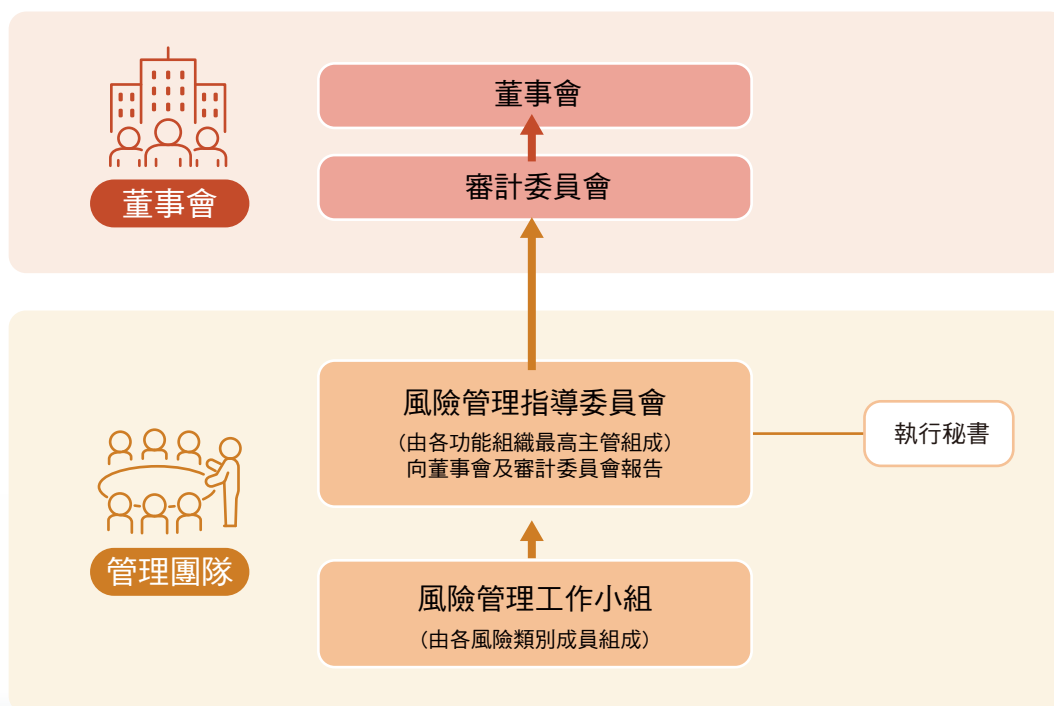 董事會
董事會
審計委員會
風險管理指導委員會
（由各功能組織最高主管組成）
向董事會及審計委員會報告
執行秘書
管理團隊
風險管理工作小組
（由各風險類別成員組成）